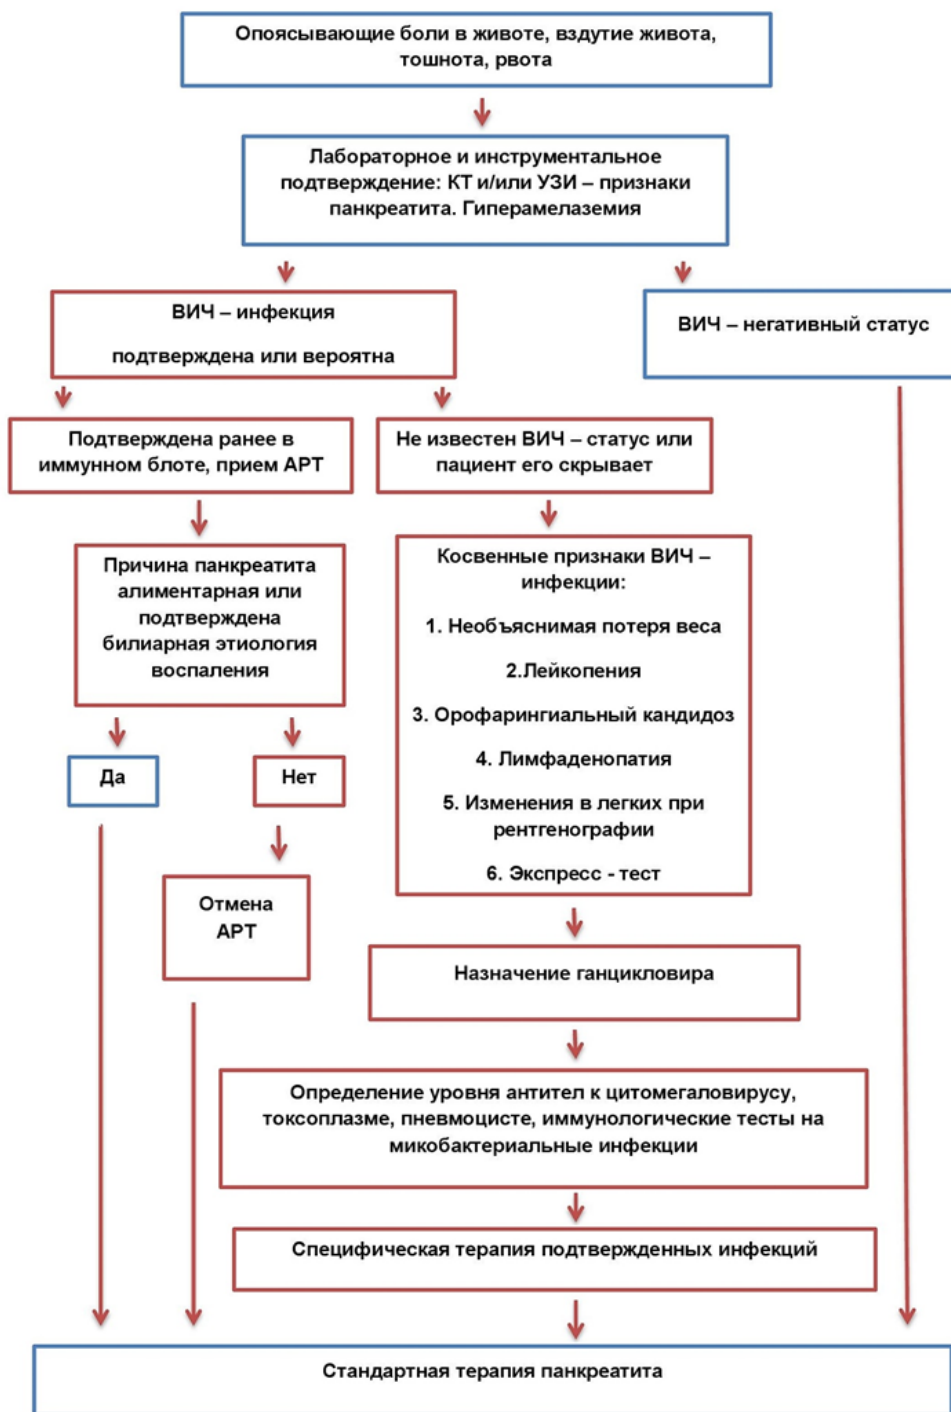 Опоясывающие боли в животе, вздутие живота,
тошнота, рвота
Лабораторное и инструментальное
подтверждение: КТ и/или УЗИ – признаки
панкреатита. Гиперамелаземия
ВИЧ – инфекция
подтверждена или вероятна
ВИЧ – негативный статус
Подтверждена ранее в
иммунном блоте, прием АРТ
Не известен ВИЧ – статус или
пациент его скрывает
Причина панкреатита
алиментарная или
подтверждена
билиарная этиология
воспаления
Косвенные признаки ВИЧ –
инфекции:
1. Необъяснимая потеря веса
2.Лейкопения
3. Орофарингиальный кандидоз
4. Лимфаденопатия
5. Изменения в легких при
рентгенографии
6. Экспресс - тест
Да
Нет
Отмена
АРТ
Назначение ганцикловира
Определение уровня антител к цитомегаловирусу,
токсоплазме, пневмоцисте, иммунологические тесты на
микобактериальные инфекции
Специфическая терапия подтвержденных инфекций
Стандартная терапия панкреатита